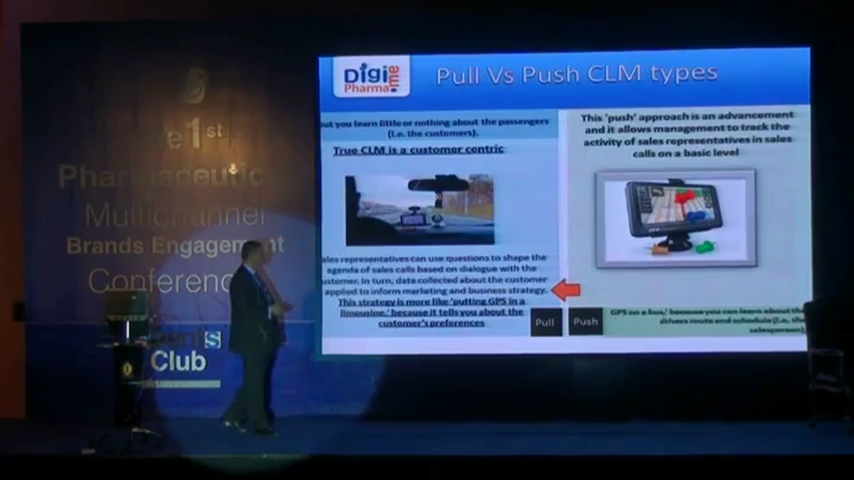 1st
Pharmaceutic
Multichannel
Brands Engagement
Conferenc
Club
Digi
Pharma
me
Pull Vs Push CLM types
out you learn little or nothing about the passengers
(i.e. the customers).
True CLM is a customer centric
ales representatives can use questions to shape the
agenda of sales calls based on dialogue with the
ustomer, in turn, data collected about the customer
applied to inform marketing and business strategy.
This strategy is more like 'putting GPS in a
limousine,' because it tells you about the
customer's preferences
Pull
This 'push' approach is an advancement
and it allows management to track the
activity of sales representatives in sales
calls on a basic level
Push
GPS on a bus,' because you can learn about the
drivers route and schedule (i.e. the
salesperson),